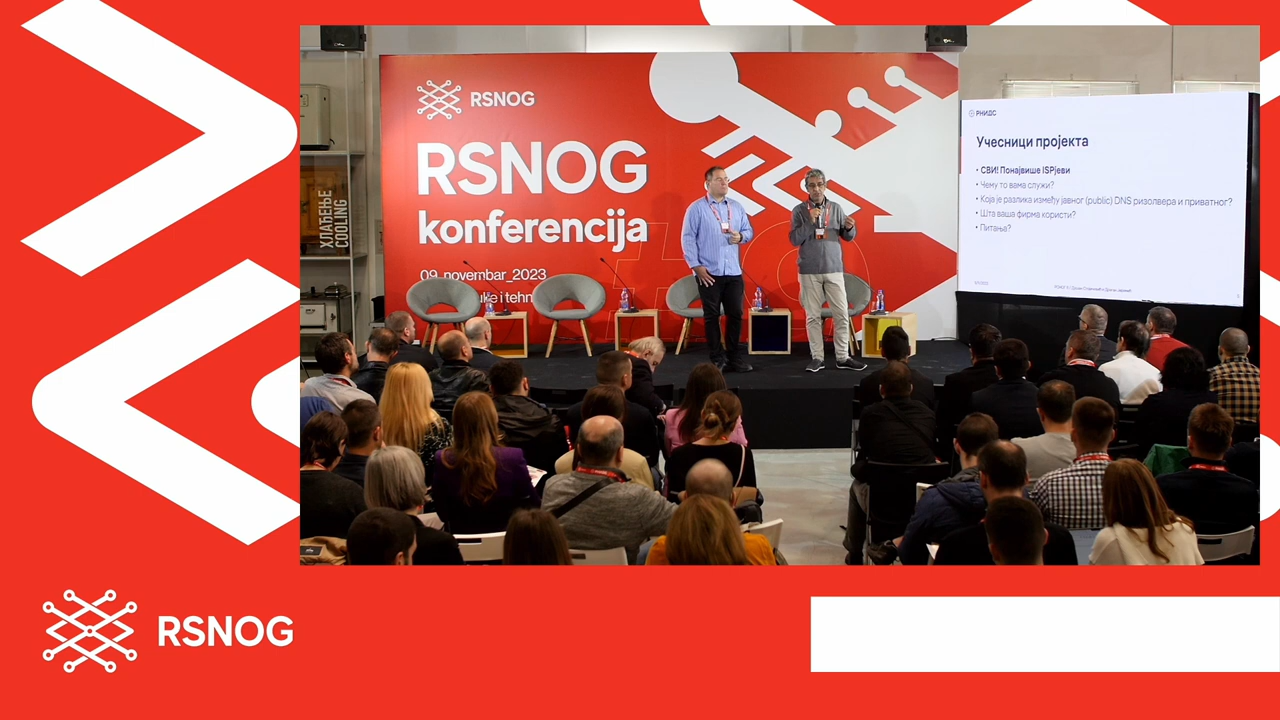 RSNOG
RSNOG
konferencija
09_novembar_2023
i tehn
ХЛАЂЕЊЕ
COOLING
РНИДС
Учесници пројекта
• СВИ! Понајвише ISPјеви
• Чему то вама служи?
• Која је разлика између јавног (public) DNS ризолвера и приватног?
• Шта ваша фирма користи?
• Питања?
RSNOG